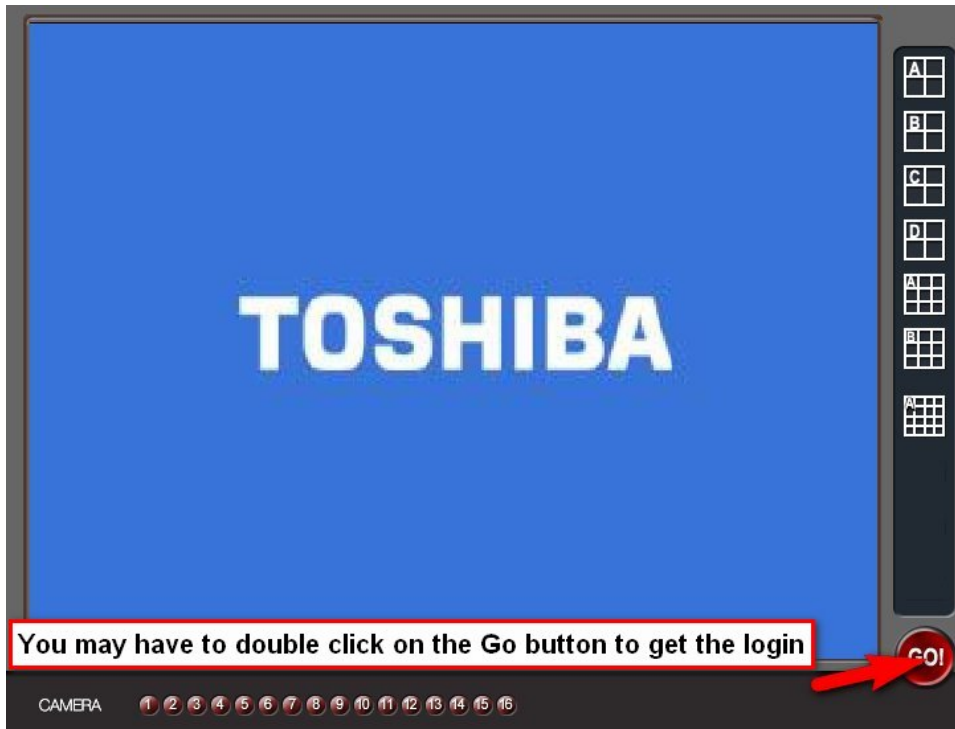 A
B
C
D
A
B
A
TOSHIBA
You may have to double click on the Go button to get the login
GO!
CAMERA 1 2 3 4 5 6 7 8 9 10 11 12 13 14 15 16